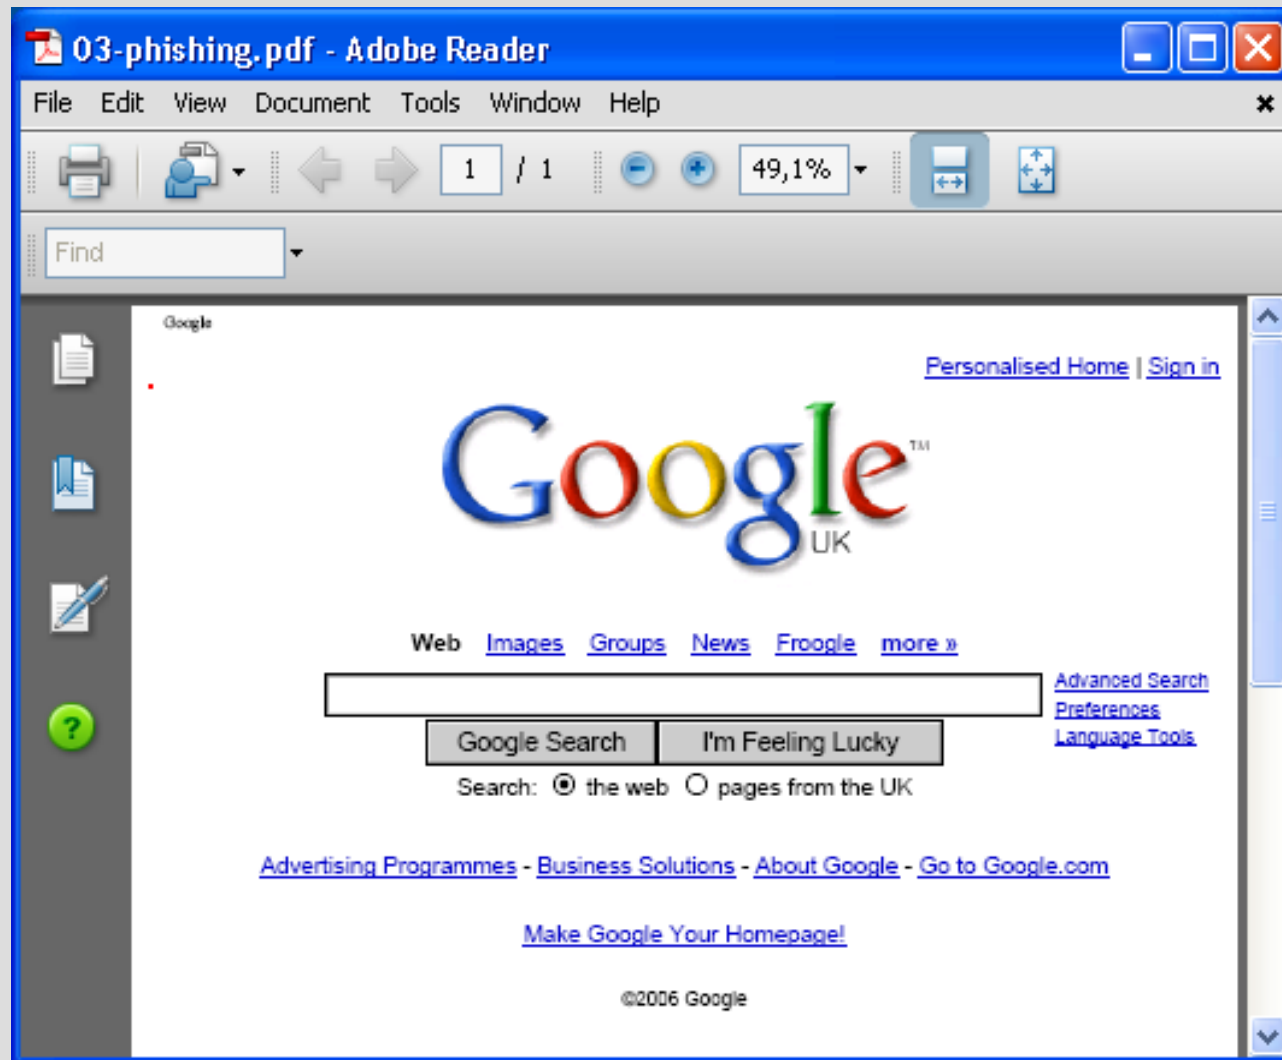 03-phishing.pdf - Adobe Reader
File Edit View Document Tools Window Help
1 / 1 49,1%
Find
Google
Personalised Home | Sign in
Google™
UK
Web Images Groups News Froogle more »
Advanced Search
Preferences
Language Tools
Google Search I'm Feeling Lucky
Search: the web pages from the UK
Advertising Programmes - Business Solutions - About Google - Go to Google.com
Make Google Your Homepage!
©2006 Google